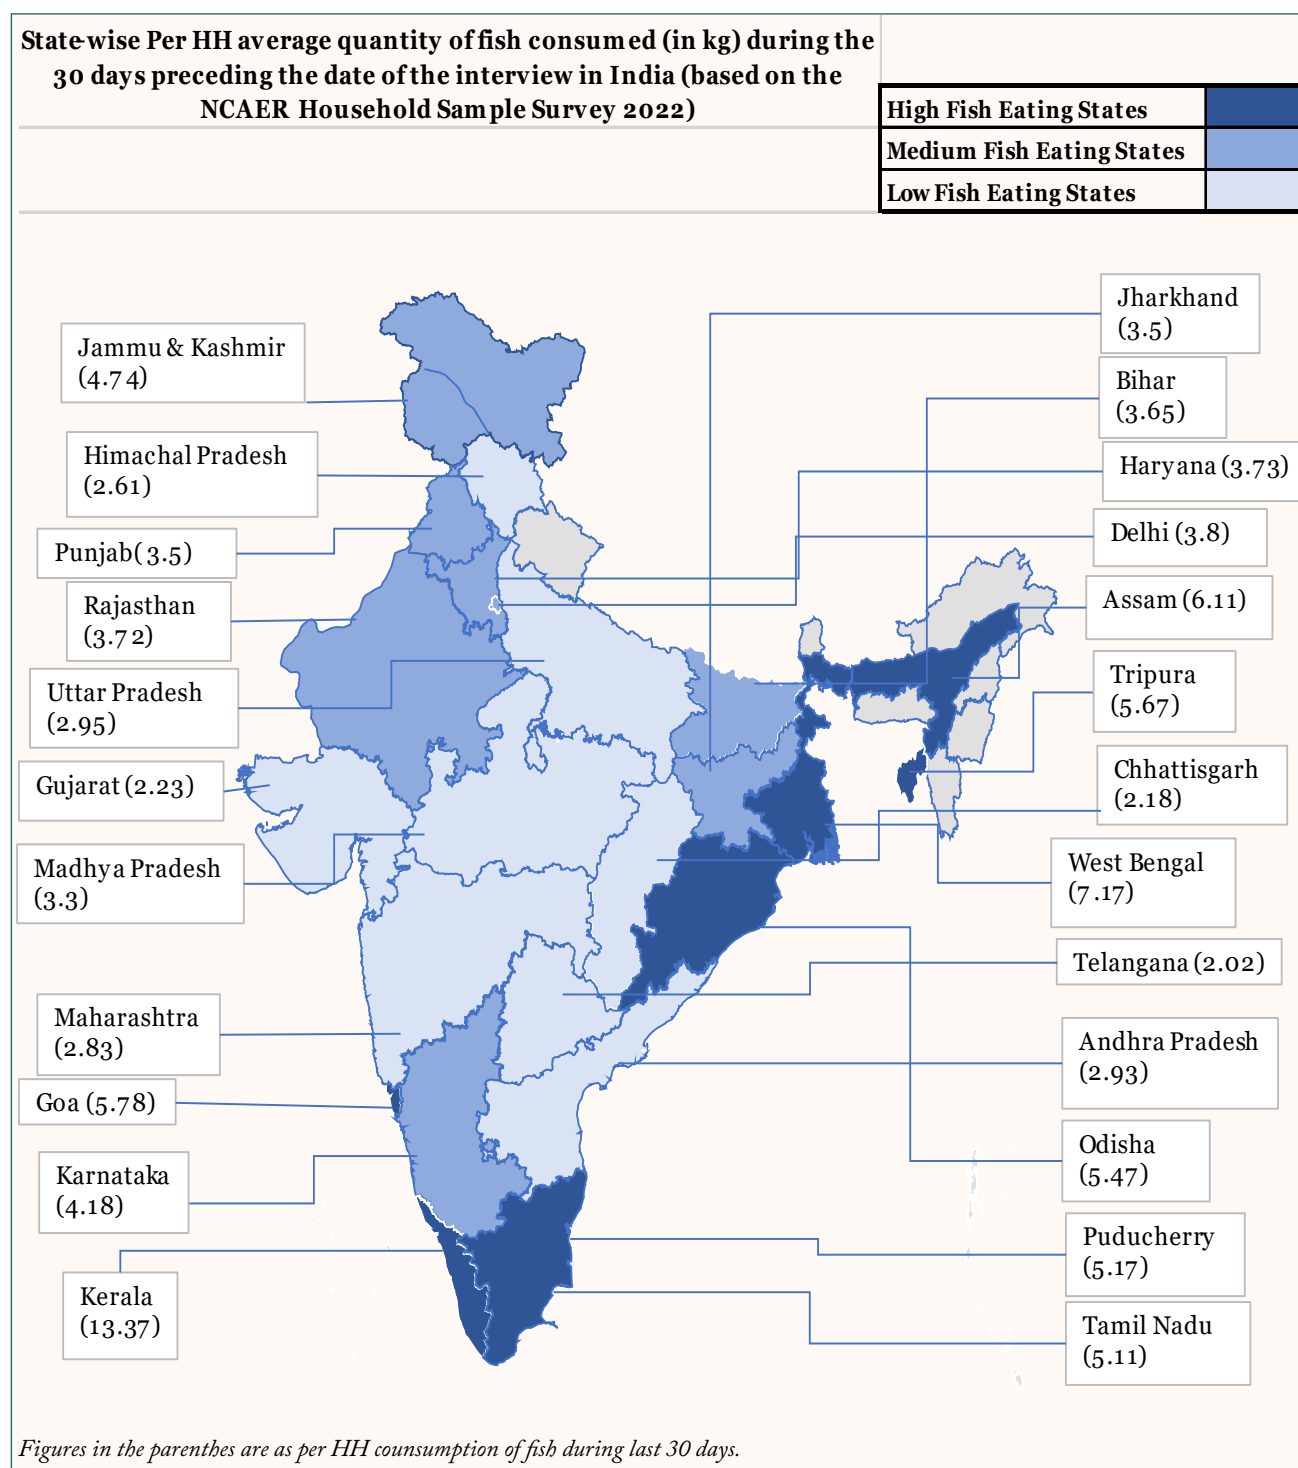 State-wise Per HH average quantity of fish consumed (in kg) during the
30 days preceding the date of the interview in India (based on the
NCAER Household Sample Survey 2022)
High Fish Eating States
Medium Fish Eating States
Low Fish Eating States
Jammu & Kashmir
(4.74)
Himachal Pradesh
(2.61)
Punjab( 3.5)
Rajasthan
(3.72)
Uttar Pradesh
(2.95)
Gujarat (2.23)
Madhya Pradesh
(3.3)
Maharashtra
(2.83)
Goa (5.78)
Karnataka
(4.18)
Kerala
(13.37)
Jharkhand
(3.5)
Bihar
(3.65)
Haryana (3.73)
Delhi (3.8)
Assam (6.11)
Tripura
(5.67)
Chhattisgarh
(2.18)
West Bengal
(7.17)
Telangana (2.02)
Andhra Pradesh
(2.93)
Odisha
(5.47)
Puducherry
(5.17)
Tamil Nadu
(5.11)
Figures in the parenthes are as per HH counsumption of fish during last 30 days.